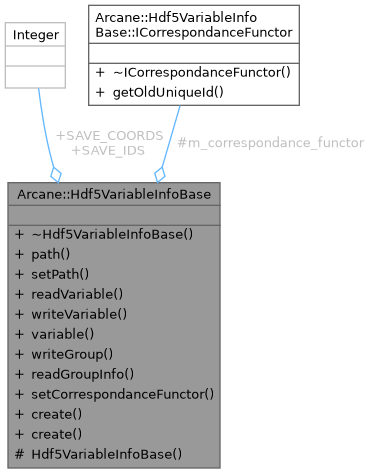 Integer
Arcane::Hdf5VariableInfo
Base::ICorrespondanceFunctor
+ ~ICorrespondanceFunctor()
+ getOldUniqueId()
+SAVE_COORDS
+SAVE_IDS
#m_correspondance_functor
Arcane::Hdf5VariableInfoBase
+ ~Hdf5VariableInfoBase()
+ path()
+ setPath()
+ readVariable()
+ writeVariable()
+ variable()
+ writeGroup()
+ readGroupInfo()
+ setCorrespondanceFunctor()
+ create()
+ create()
# Hdf5VariableInfoBase()